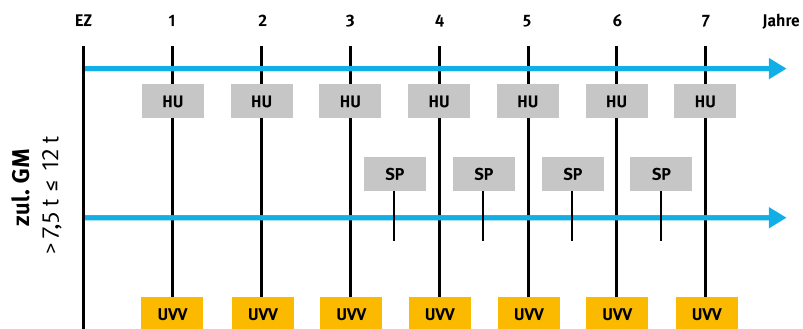 EZ 1 2 3 4 5 6 7 Jahre
HU HU HU HU HU HU HU
zul. GM
> 7,5 t ≤ 12 t
SP SP SP SP
UVV UVV UVV UVV UVV UVV UVV